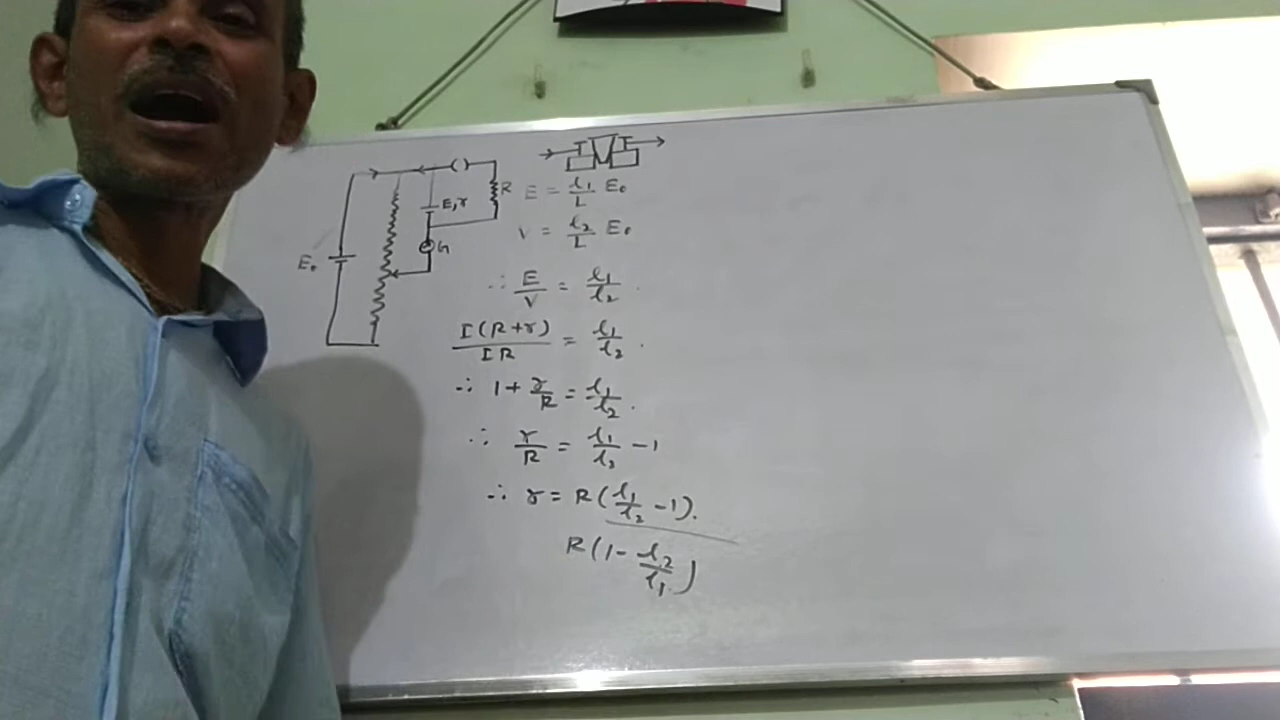 E₀
E, r
G
R
E = l₁/L E₀
V = l₂/L E₀
∴ E/V = l₁/l₂.
I(R+r)/IR = l₁/l₂.
∴ 1 + r/R = l₁/l₂.
∴ r/R = l₁/l₂ - 1
∴ r = R(l₁/l₂ - 1).
R(1 - l₂/l₁)